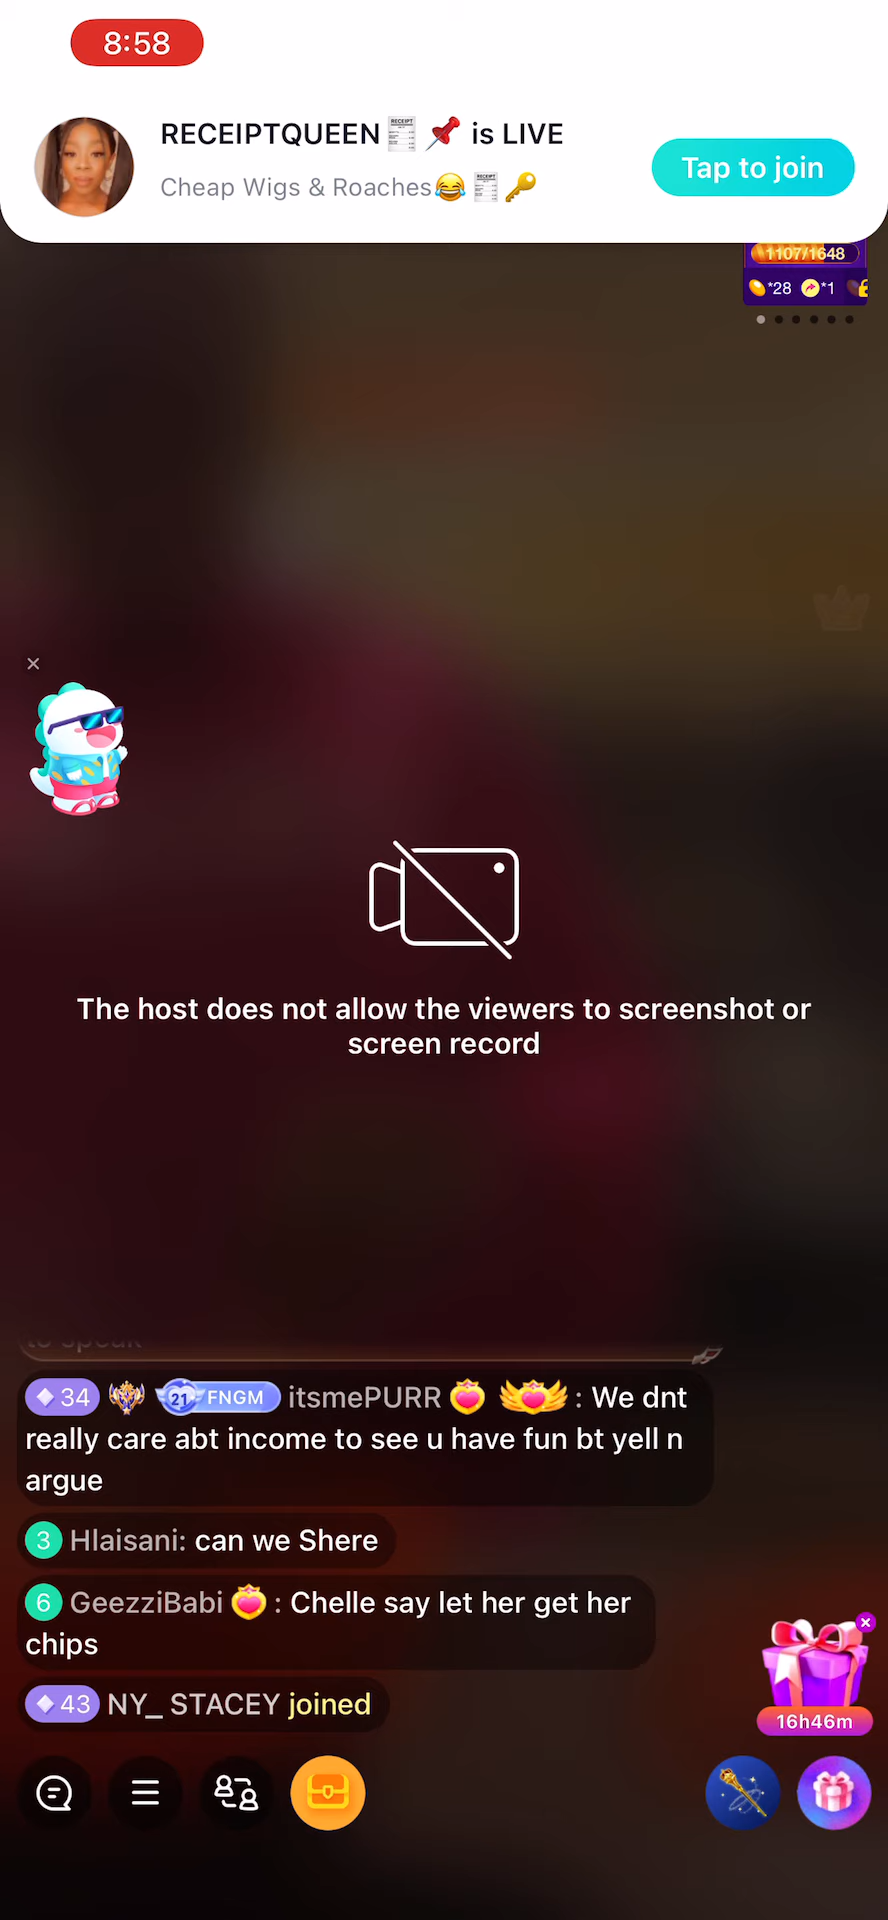 8:58
RECEIPTQUEEN🧾📌 is LIVE
Cheap Wigs & Roaches😂🧾🔑
Tap to join
1107/1648
*28 *1
The host does not allow the viewers to screenshot or
screen record
to speak
34 21 FNGM itsmePURR : We dnt
really care abt income to see u have fun bt yell n
argue
3 Hlaisani: can we Shere
6 GeezziBabi : Chelle say let her get her
chips
43 NY_ STACEY joined
16h46m